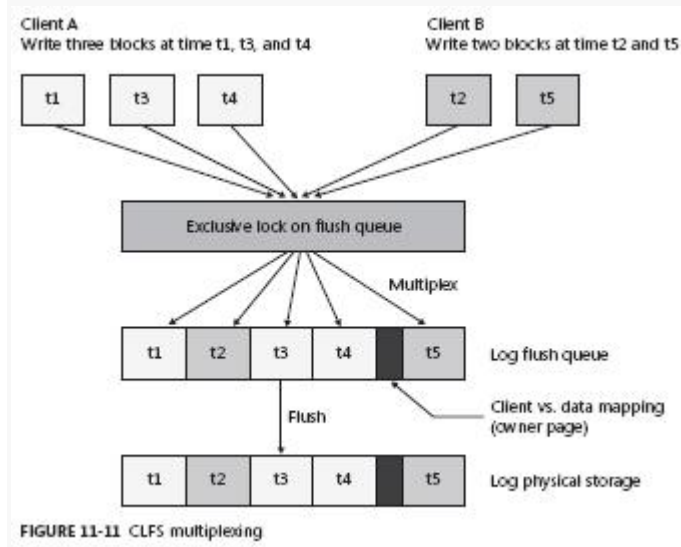 Client A
Write three blocks at time t1, t3, and t4
Client B
Write two blocks at time t2 and t5
t1 t3 t4 t2 t5
Exclusive lock on flush queue
Multiplex
t1 t2 t3 t4 t5
Log flush queue
Flush
Client vs. data mapping
(owner page)
t1 t2 t3 t4 t5
Log physical storage
FIGURE 11-11 CLFS multiplexing